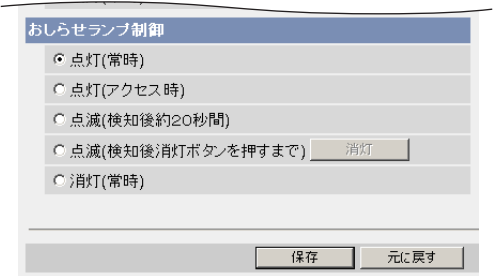 おしらせランプ制御
点灯(常時)
点灯(アクセス時)
点滅(検知後約20秒間)
点滅(検知後消灯ボタンを押すまで) 消灯
消灯(常時)
保存 元に戻す